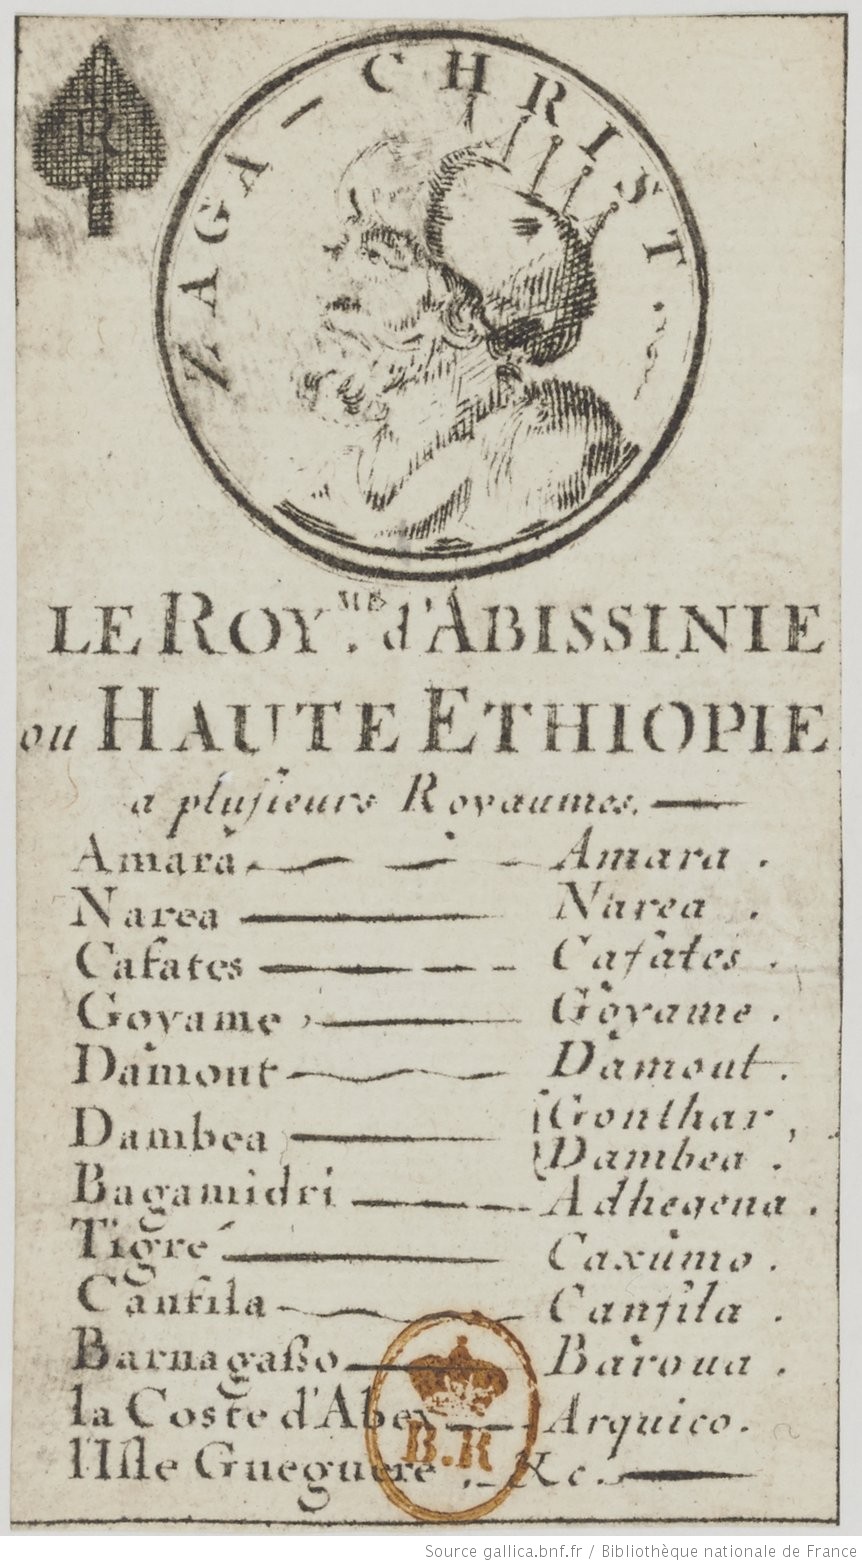 R
ZAGA — CHRIST.
LE ROY.ME d'ABISSINIE
ou HAUTE ETHIOPIE
a plusieurs Royaumes. —
Amara — Amara.
Narea — Narea.
Cafates — Cafates.
Goyame — Goyame.
Damout — Damout.
Dambea — { Gonthar,
Dambea.
Bagamidri — Adhegena.
Tigré — Caxumo.
Canfila — Canfila.
Barnagasso — Baroua.
la Coste d'Abex — Arquico.
l'Isle Gueguere — &c. —
B.R
Source gallica.bnf.fr / Bibliothèque nationale de France